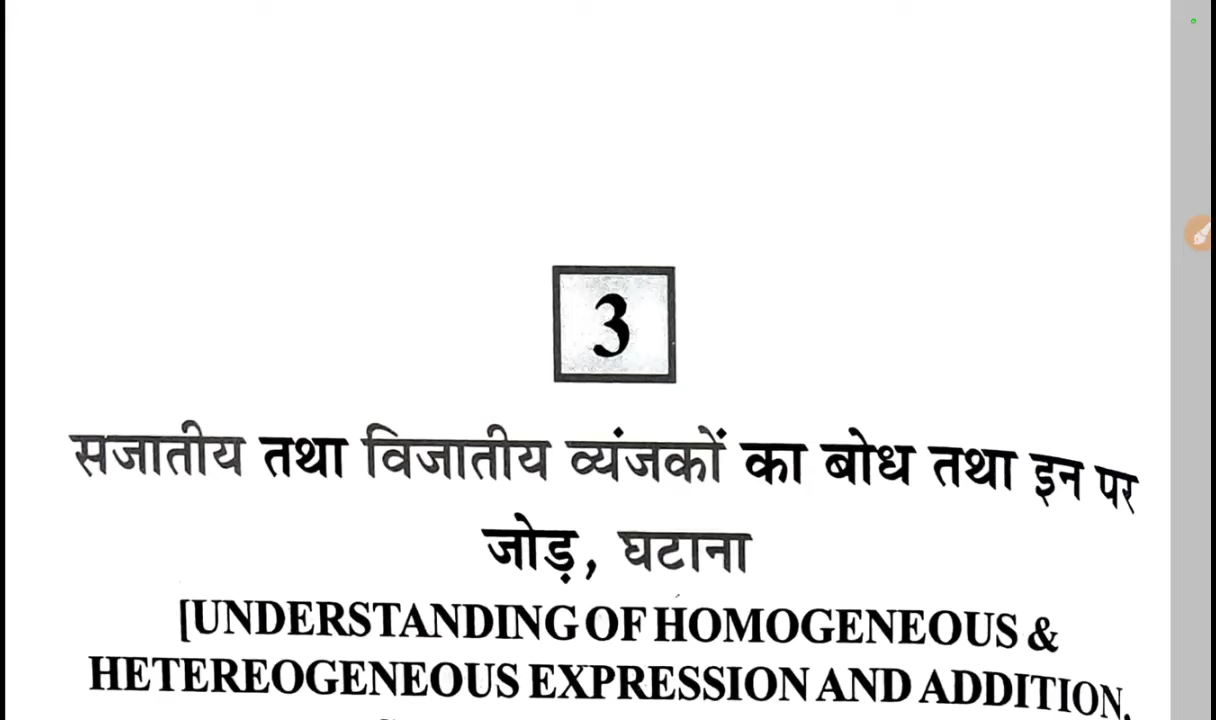 3
सजातीय तथा विजातीय व्यंजकों का बोध तथा इन पर
जोड़, घटाना
[UNDERSTANDING OF HOMOGENEOUS &
HETEREOGENEOUS EXPRESSION AND ADDITION,